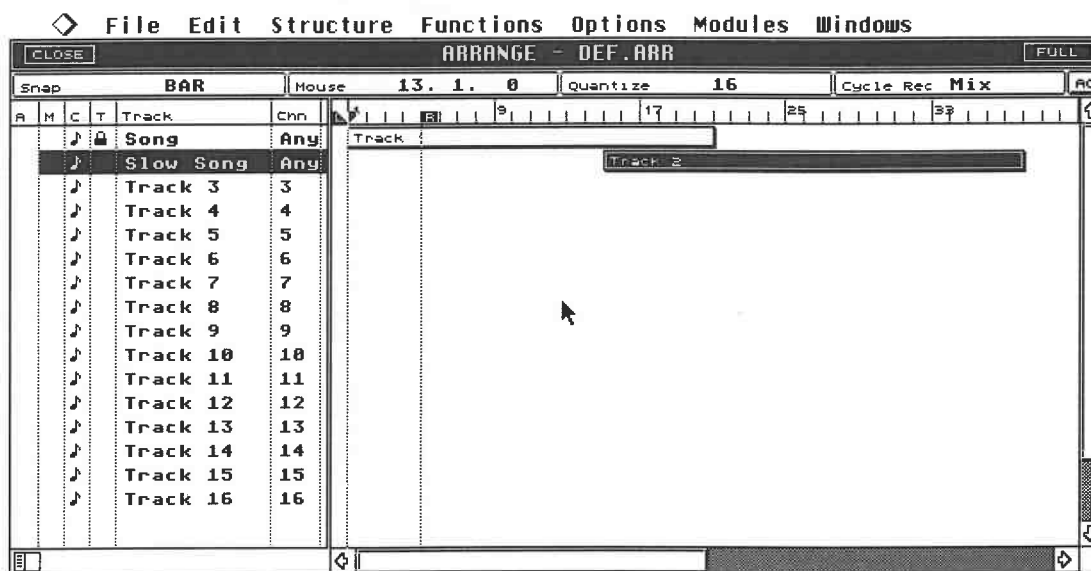 File Edit Structure Functions Options Modules Windows
CLOSE ARRANGE - DEF.ARR FULL
Snap BAR Mouse 13. 1. 0 Quantize 16 Cycle Rec Mix
A M C T Track Chn 9 17 25 33
Song Any Track
Slow Song Any Track 2
Track 3 3
Track 4 4
Track 5 5
Track 6 6
Track 7 7
Track 8 8
Track 9 9
Track 10 10
Track 11 11
Track 12 12
Track 13 13
Track 14 14
Track 15 15
Track 16 16